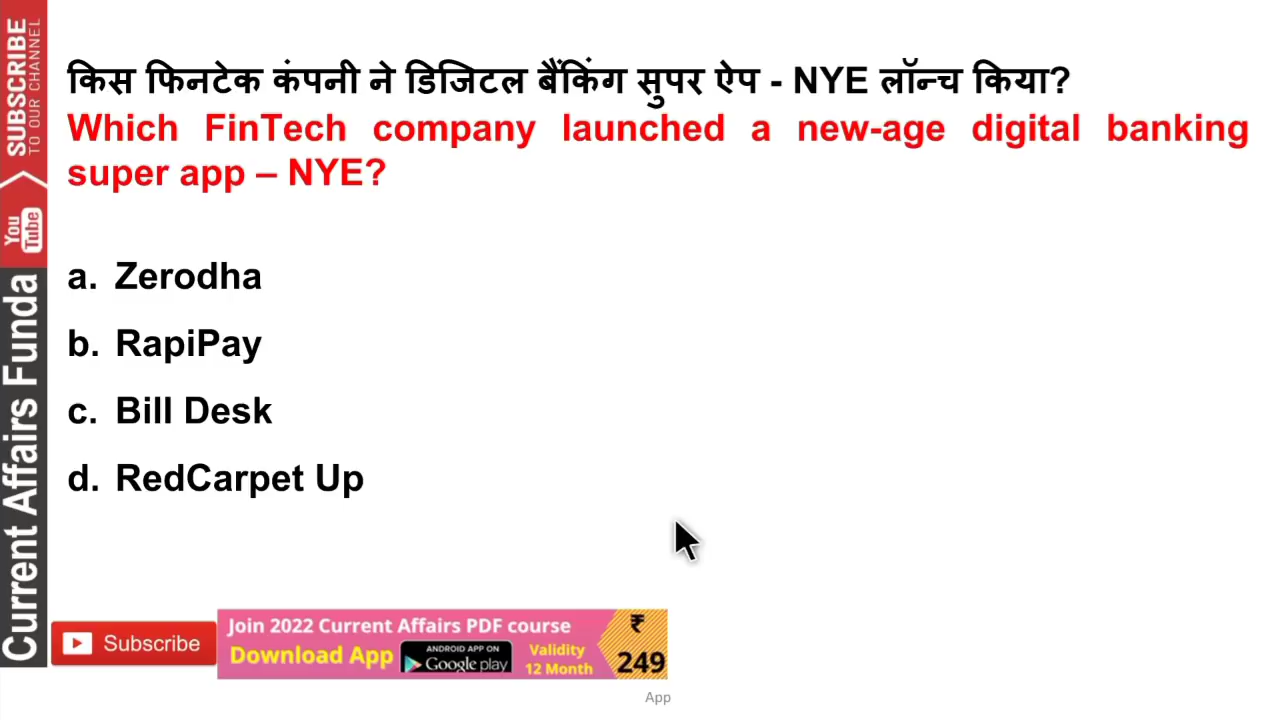 किस फिनटेक कंपनी ने डिजिटल बैंकिंग सुपर ऐप - NYE लॉन्च किया?
Which FinTech company launched a new-age digital banking
super app – NYE?
a. Zerodha
b. RapiPay
c. Bill Desk
d. RedCarpet Up
SUBSCRIBE
TO OUR CHANNEL
You
Tube
Current Affairs Funda
Subscribe
Join 2022 Current Affairs PDF course
Download App
ANDROID APP ON
Google play
Validity
12 Month
₹
249
App